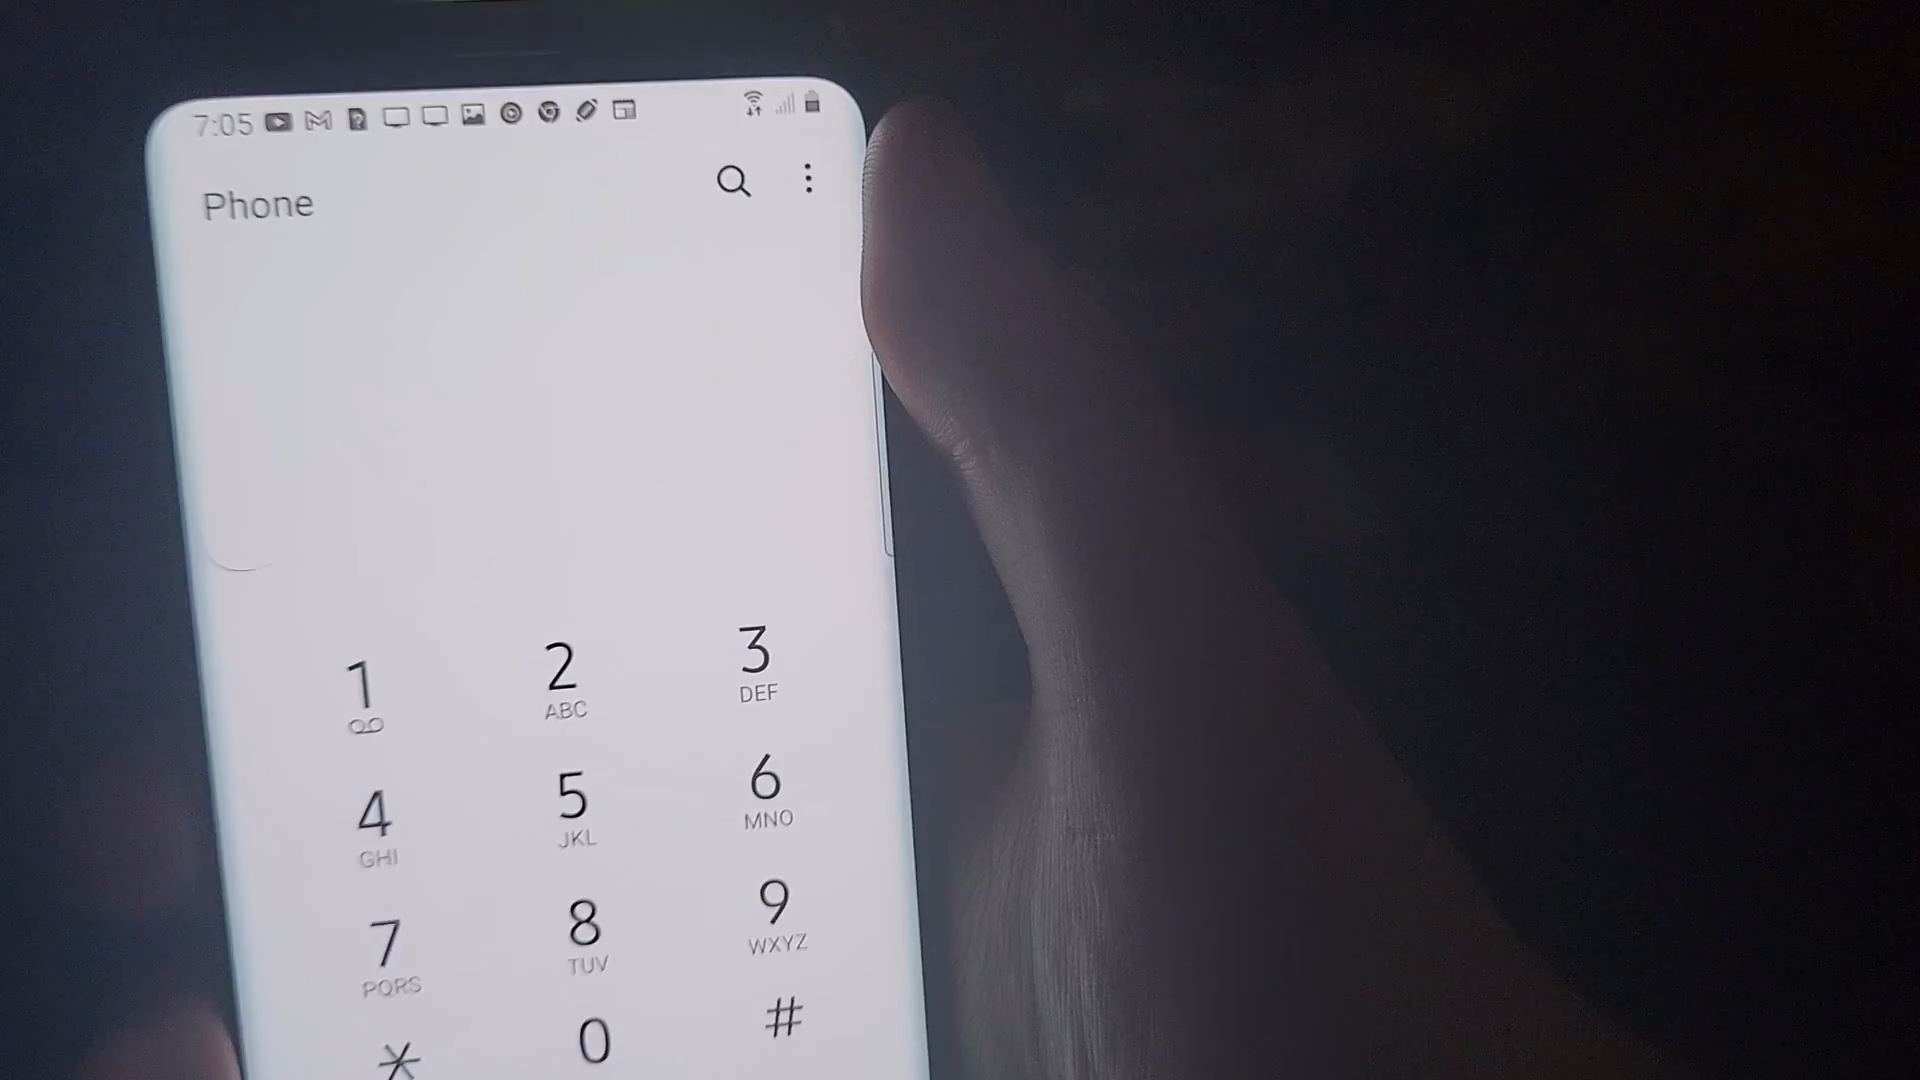 7:05
Phone
1 2 3
ABC DEF
4 5 6
GHI JKL MNO
7 8 9
PQRS TUV WXYZ
* 0 #